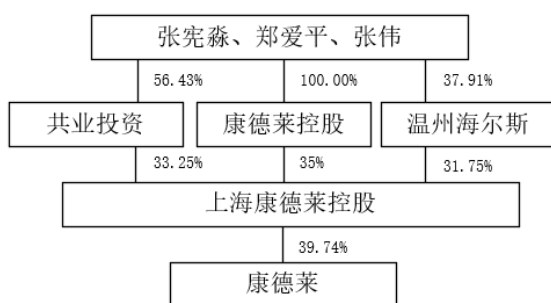 张宪淼、郑爱平、张伟
56.43%
100.00%
37.91%
共业投资
康德莱控股
温州海尔斯
33.25%
35%
31.75%
上海康德莱控股
39.74%
康德莱